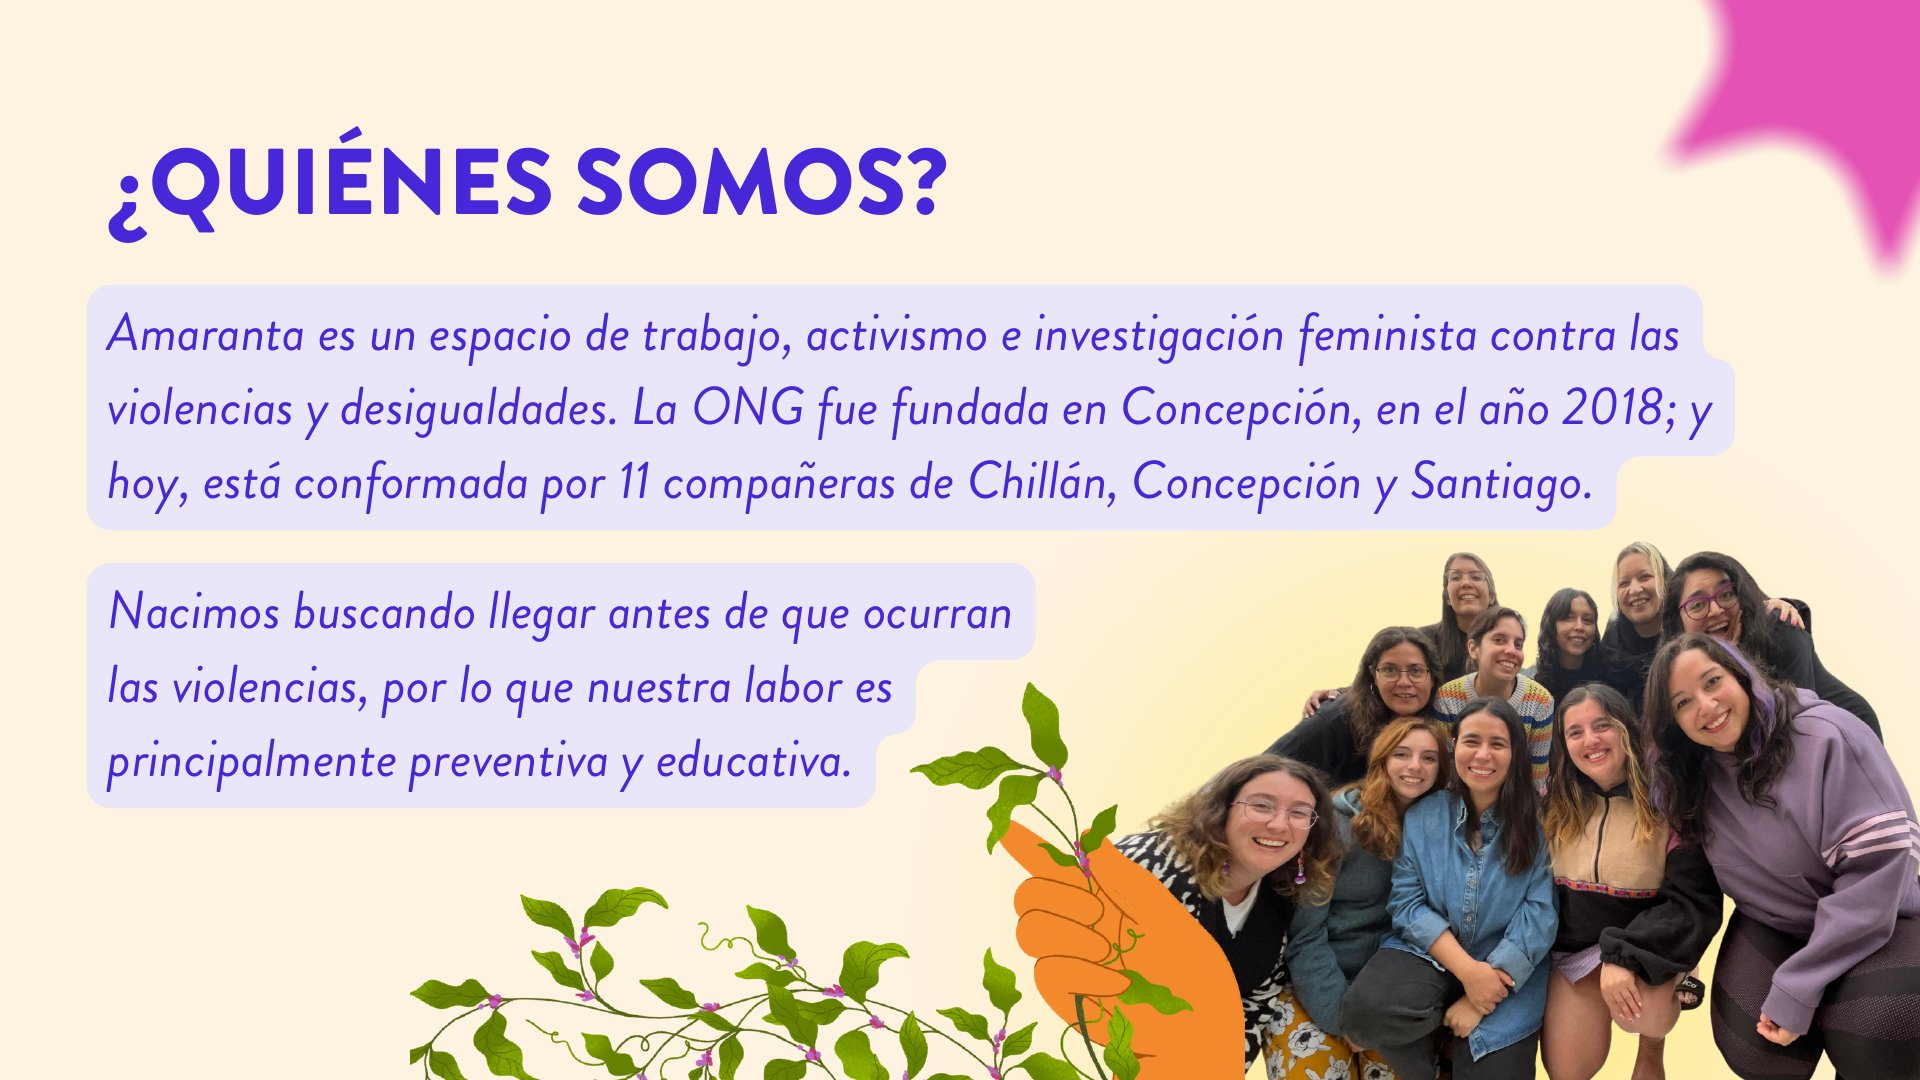 ¿QUIÉNES SOMOS?
Amaranta es un espacio de trabajo, activismo e investigación feminista contra las
violencias y desigualdades. La ONG fue fundada en Concepción, en el año 2018; y
hoy, está conformada por 11 compañeras de Chillán, Concepción y Santiago.
Nacimos buscando llegar antes de que ocurran
las violencias, por lo que nuestra labor es
principalmente preventiva y educativa.